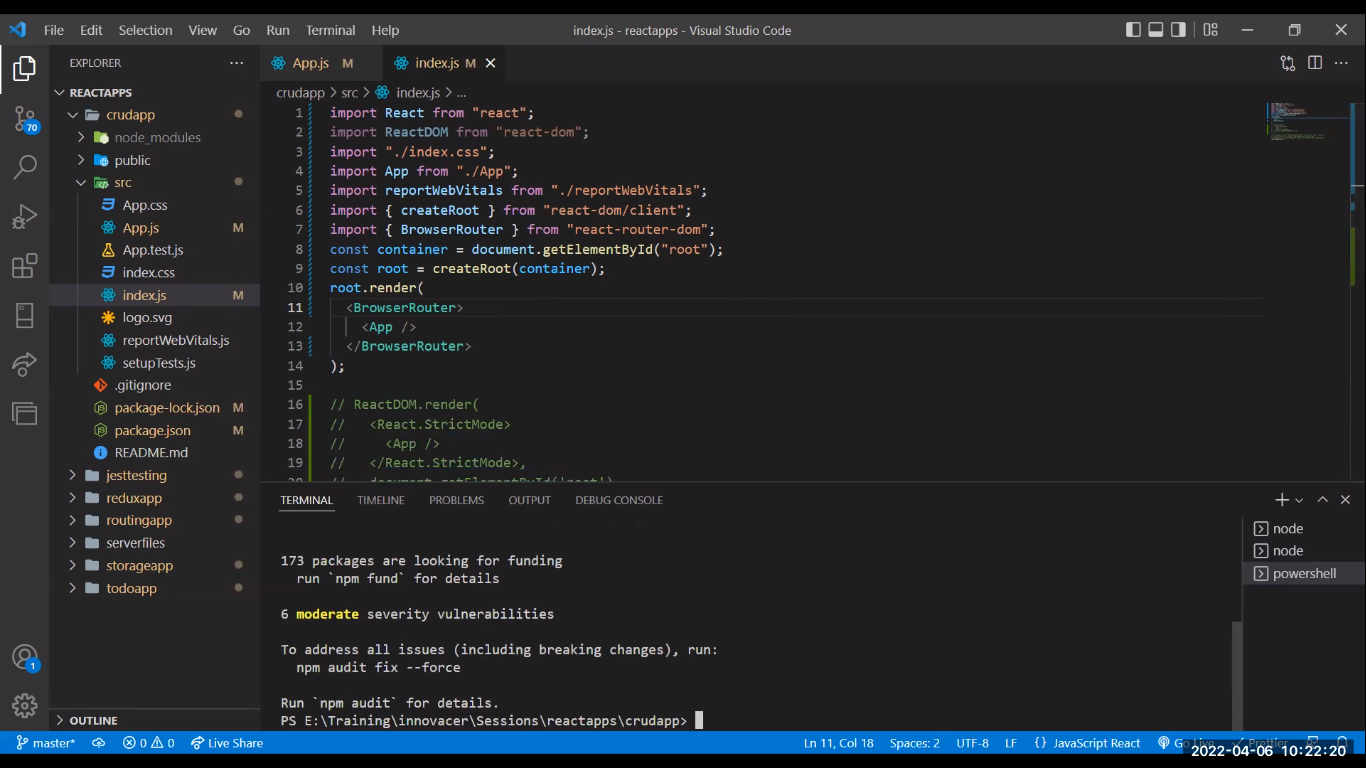 File Edit Selection View Go Run Terminal Help
index.js - reactapps - Visual Studio Code
EXPLORER
REACTAPPS
crudapp
node_modules
public
src
App.css
App.js M
App.test.js
index.css
index.js M
logo.svg
reportWebVitals.js
setupTests.js
.gitignore
package-lock.json M
package.json M
README.md
jesttesting
reduxapp
routingapp
serverfiles
storageapp
todoapp
OUTLINE
70
1
App.js M index.js M
crudapp > src > index.js > ...
1 import React from "react";
2 import ReactDOM from "react-dom";
3 import "./index.css";
4 import App from "./App";
5 import reportWebVitals from "./reportWebVitals";
6 import { createRoot } from "react-dom/client";
7 import { BrowserRouter } from "react-router-dom";
8 const container = document.getElementById("root");
9 const root = createRoot(container);
10 root.render(
11 <BrowserRouter>
12 <App />
13 </BrowserRouter>
14 );
15
16 // ReactDOM.render(
17 // <React.StrictMode>
18 // <App />
19 // </React.StrictMode>,
20 // document.getElementById('root')
TERMINAL TIMELINE PROBLEMS OUTPUT DEBUG CONSOLE
173 packages are looking for funding
run `npm fund` for details
6 moderate severity vulnerabilities
To address all issues (including breaking changes), run:
npm audit fix --force
Run `npm audit` for details.
PS E:\Training\innovacer\Sessions\reactapps\crudapp>
node
node
powershell
master* 0 0 Live Share
Ln 11, Col 18 Spaces: 2 UTF-8 LF {} JavaScript React Go Live Prettier
2022-04-06 10:22:20